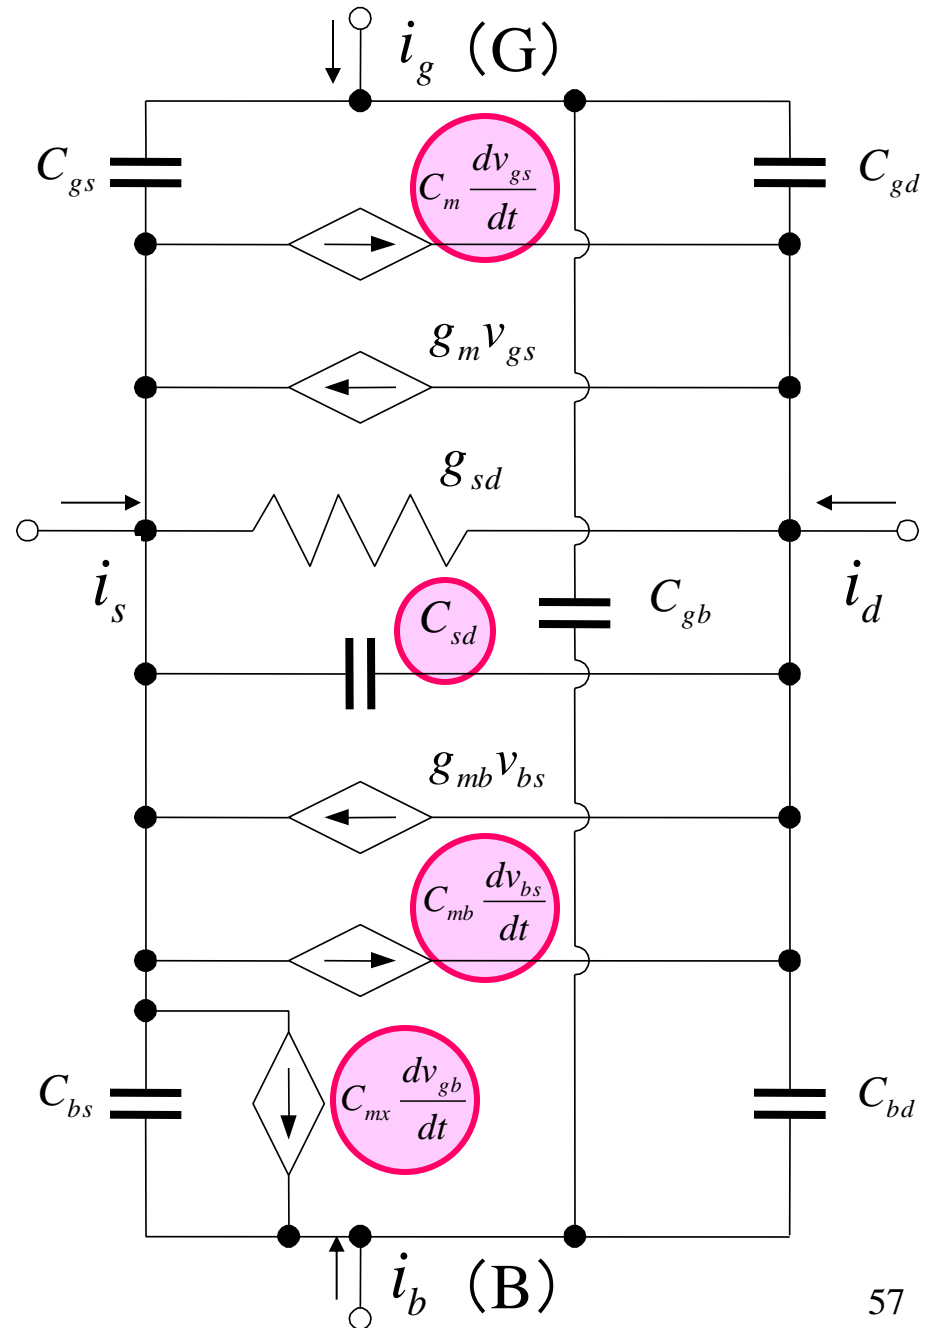 i_g (G)
C_gs
C_m dv_gs/dt
C_gd
g_m v_gs
g_sd
i_s
C_sd
C_gb
i_d
g_mb v_bs
C_mb dv_bs/dt
C_bs
C_mx dv_gb/dt
C_bd
i_b (B)
57